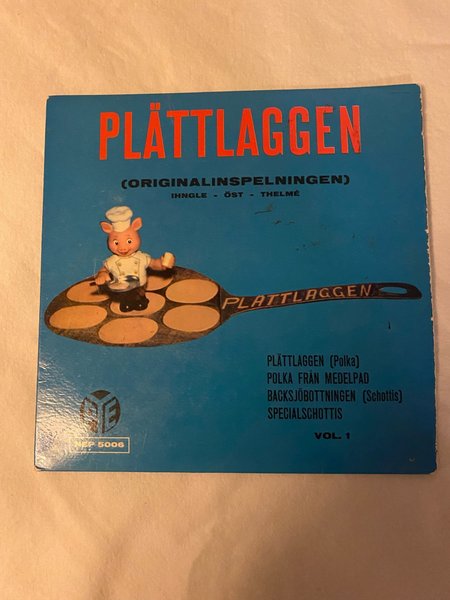 PLÄTTLAGGEN
(ORIGINALINSPELNINGEN)
IHNGLE - ÖST - THELMÉ
PLÄTTLAGGEN
PLÄTTLAGGEN (Polka)
POLKA FRÅN MEDELPAD
BACKSJÖBOTTNINGEN (Schottis)
SPECIALSCHOTTIS
VOL. 1
NEP 5006